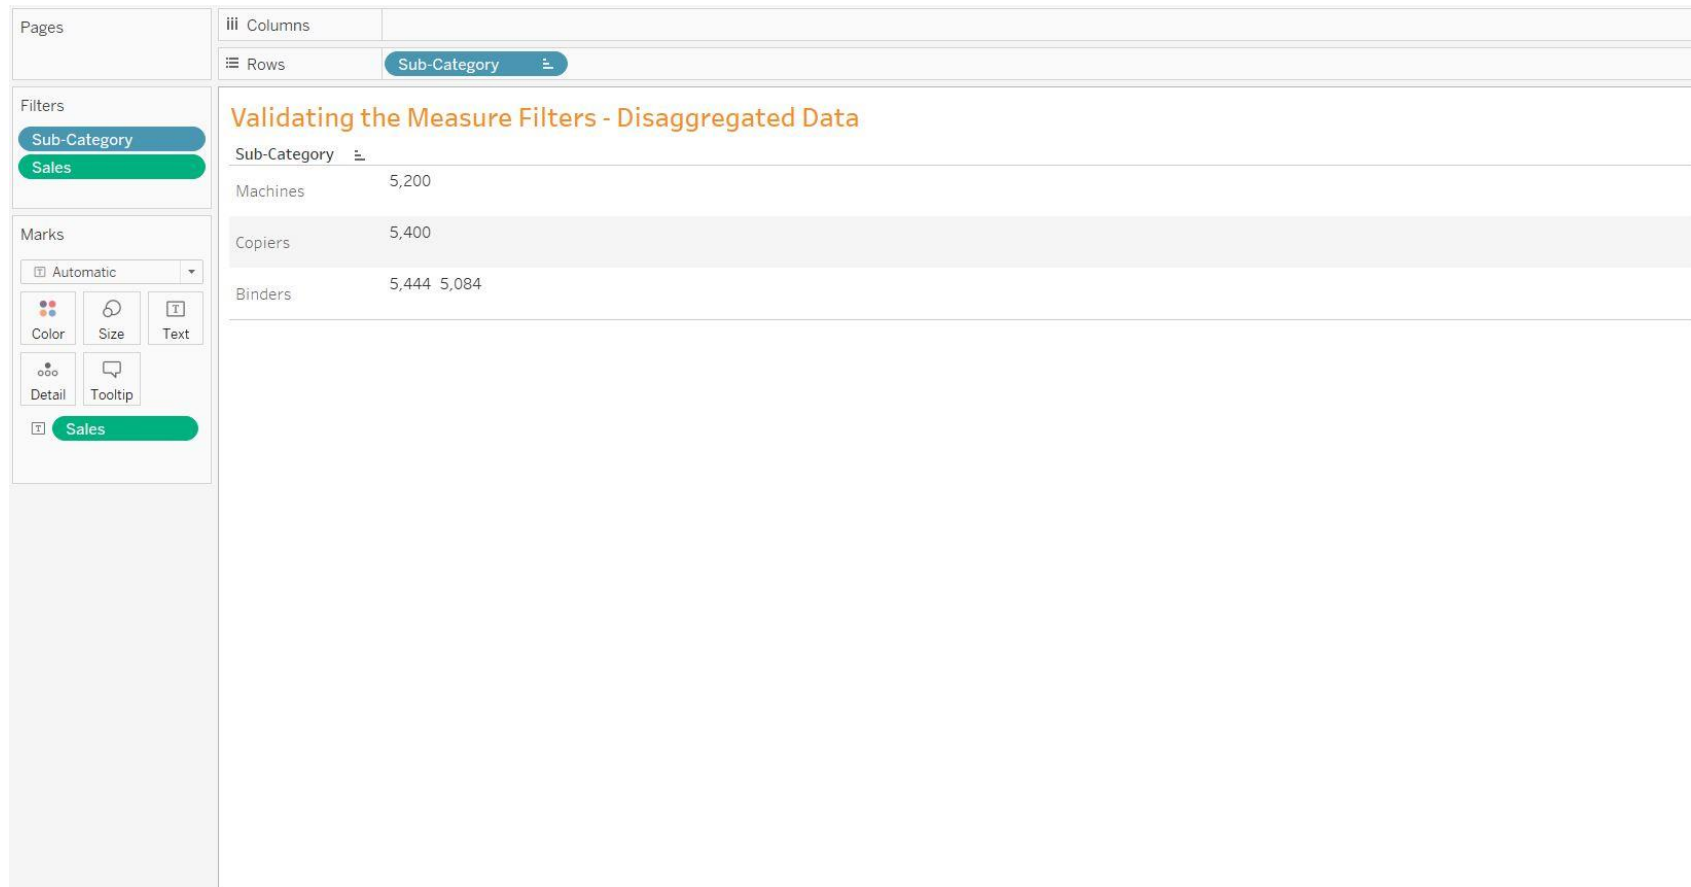 Pages
Columns
Rows Sub-Category
Filters
Sub-Category
Sales
Marks
Automatic
Color Size Text
Detail Tooltip
Sales
Validating the Measure Filters - Disaggregated Data
Sub-Category
Machines 5,200
Copiers 5,400
Binders 5,444 5,084